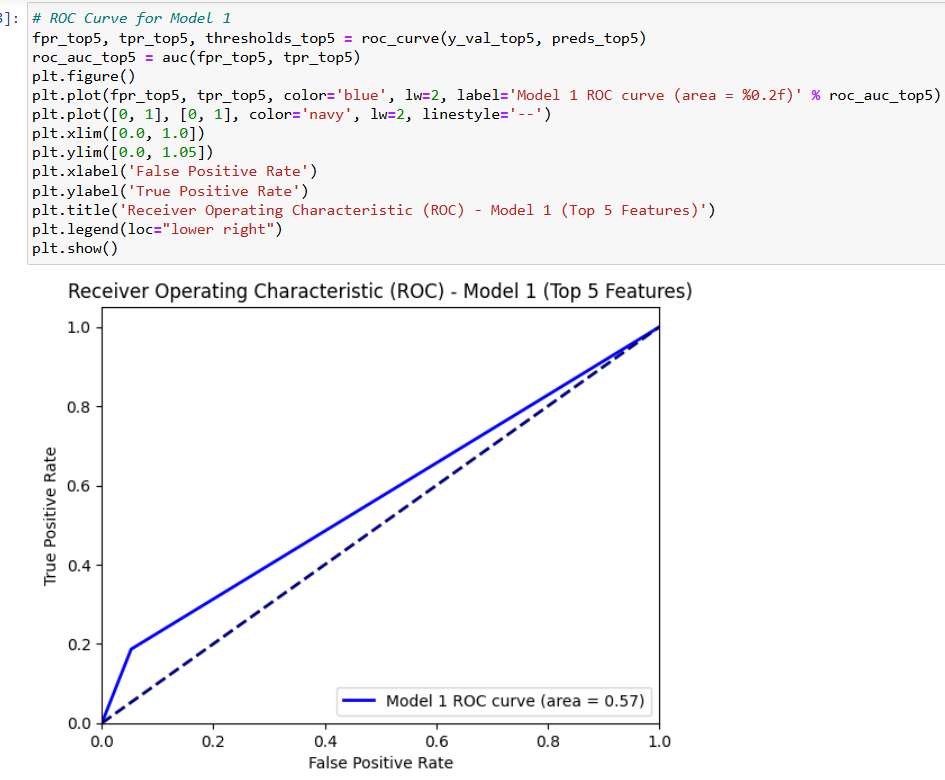 3]: # ROC Curve for Model 1
fpr_top5, tpr_top5, thresholds_top5 = roc_curve(y_val_top5, preds_top5)
roc_auc_top5 = auc(fpr_top5, tpr_top5)
plt.figure()
plt.plot(fpr_top5, tpr_top5, color='blue', lw=2, label='Model 1 ROC curve (area = %0.2f)' % roc_auc_top5)
plt.plot([0, 1], [0, 1], color='navy', lw=2, linestyle='--')
plt.xlim([0.0, 1.0])
plt.ylim([0.0, 1.05])
plt.xlabel('False Positive Rate')
plt.ylabel('True Positive Rate')
plt.title('Receiver Operating Characteristic (ROC) - Model 1 (Top 5 Features)')
plt.legend(loc="lower right")
plt.show()
Receiver Operating Characteristic (ROC) - Model 1 (Top 5 Features)
True Positive Rate
1.0
0.8
0.6
0.4
0.2
0.0
Model 1 ROC curve (area = 0.57)
0.0 0.2 0.4 0.6 0.8 1.0
False Positive Rate